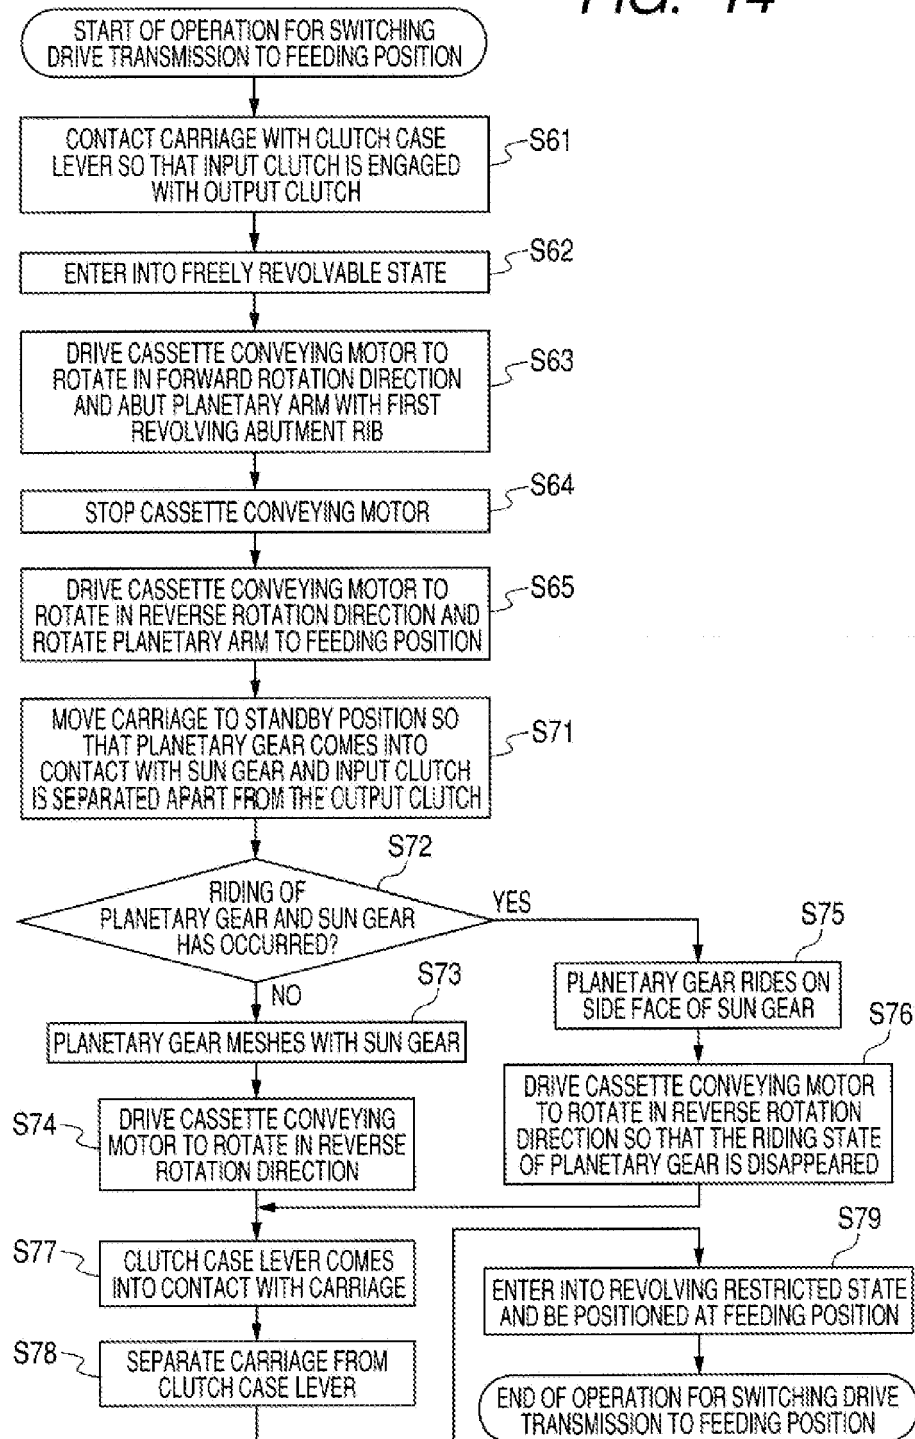 FIG. 14
START OF OPERATION FOR SWITCHING
DRIVE TRANSMISSION TO FEEDING POSITION
CONTACT CARRIAGE WITH CLUTCH CASE
LEVER SO THAT INPUT CLUTCH IS ENGAGED
WITH OUTPUT CLUTCH
S61
ENTER INTO FREELY REVOLVABLE STATE
S62
DRIVE CASSETTE CONVEYING MOTOR TO
ROTATE IN FORWARD ROTATION DIRECTION
AND ABUT PLANETARY ARM WITH FIRST
REVOLVING ABUTMENT RIB
S63
STOP CASSETTE CONVEYING MOTOR
S64
DRIVE CASSETTE CONVEYING MOTOR TO
ROTATE IN REVERSE ROTATION DIRECTION AND
ROTATE PLANETARY ARM TO FEEDING POSITION
S65
MOVE CARRIAGE TO STANDBY POSITION SO
THAT PLANETARY GEAR COMES INTO
CONTACT WITH SUN GEAR AND INPUT CLUTCH
IS SEPARATED APART FROM THE OUTPUT CLUTCH
S71
S72
RIDING OF
PLANETARY GEAR AND SUN GEAR
HAS OCCURRED?
YES
NO
S73
PLANETARY GEAR MESHES WITH SUN GEAR
S74
DRIVE CASSETTE CONVEYING
MOTOR TO ROTATE IN REVERSE
ROTATION DIRECTION
S75
PLANETARY GEAR RIDES ON
SIDE FACE OF SUN GEAR
S76
DRIVE CASSETTE CONVEYING MOTOR
TO ROTATE IN REVERSE ROTATION
DIRECTION SO THAT THE RIDING STATE
OF PLANETARY GEAR IS DISAPPEARED
S77
CLUTCH CASE LEVER COMES
INTO CONTACT WITH CARRIAGE
S78
SEPARATE CARRIAGE FROM
CLUTCH CASE LEVER
S79
ENTER INTO REVOLVING RESTRICTED STATE
AND BE POSITIONED AT FEEDING POSITION
END OF OPERATION FOR SWITCHING DRIVE
TRANSMISSION TO FEEDING POSITION